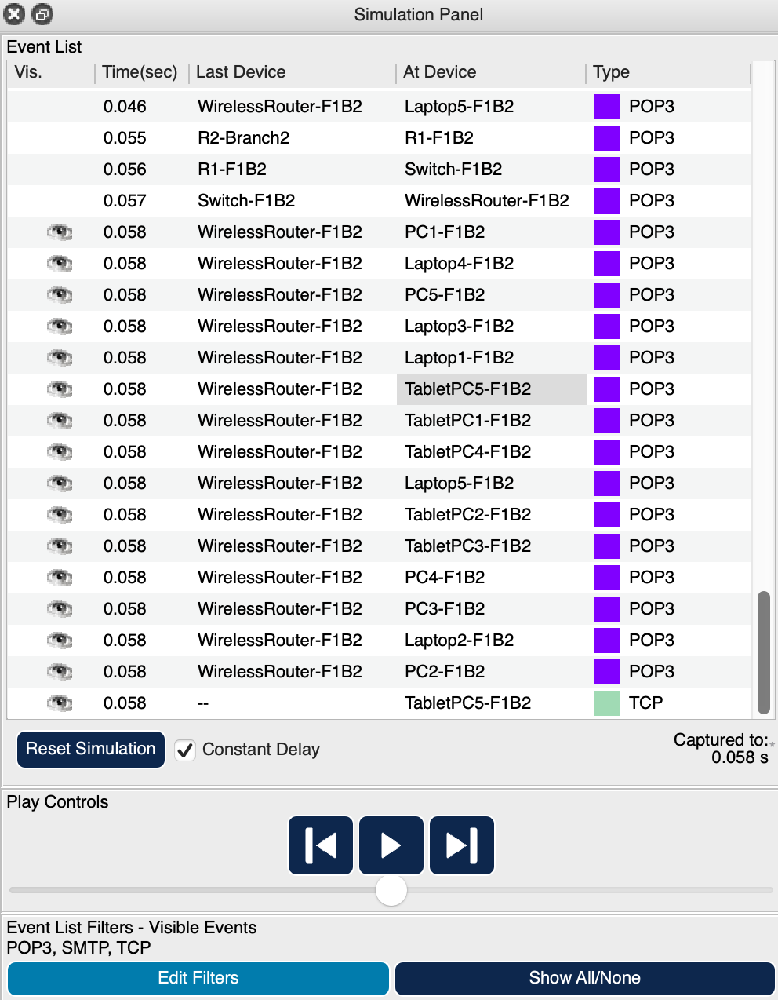 Simulation Panel
Event List
Vis. Time(sec) Last Device At Device Type
0.046 WirelessRouter-F1B2 Laptop5-F1B2 POP3
0.055 R2-Branch2 R1-F1B2 POP3
0.056 R1-F1B2 Switch-F1B2 POP3
0.057 Switch-F1B2 WirelessRouter-F1B2 POP3
0.058 WirelessRouter-F1B2 PC1-F1B2 POP3
0.058 WirelessRouter-F1B2 Laptop4-F1B2 POP3
0.058 WirelessRouter-F1B2 PC5-F1B2 POP3
0.058 WirelessRouter-F1B2 Laptop3-F1B2 POP3
0.058 WirelessRouter-F1B2 Laptop1-F1B2 POP3
0.058 WirelessRouter-F1B2 TabletPC5-F1B2 POP3
0.058 WirelessRouter-F1B2 TabletPC1-F1B2 POP3
0.058 WirelessRouter-F1B2 TabletPC4-F1B2 POP3
0.058 WirelessRouter-F1B2 Laptop5-F1B2 POP3
0.058 WirelessRouter-F1B2 TabletPC2-F1B2 POP3
0.058 WirelessRouter-F1B2 TabletPC3-F1B2 POP3
0.058 WirelessRouter-F1B2 PC4-F1B2 POP3
0.058 WirelessRouter-F1B2 PC3-F1B2 POP3
0.058 WirelessRouter-F1B2 Laptop2-F1B2 POP3
0.058 WirelessRouter-F1B2 PC2-F1B2 POP3
0.058 -- TabletPC5-F1B2 TCP
Reset Simulation Constant Delay Captured to:*
0.058 s
Play Controls
Event List Filters - Visible Events
POP3, SMTP, TCP
Edit Filters Show All/None